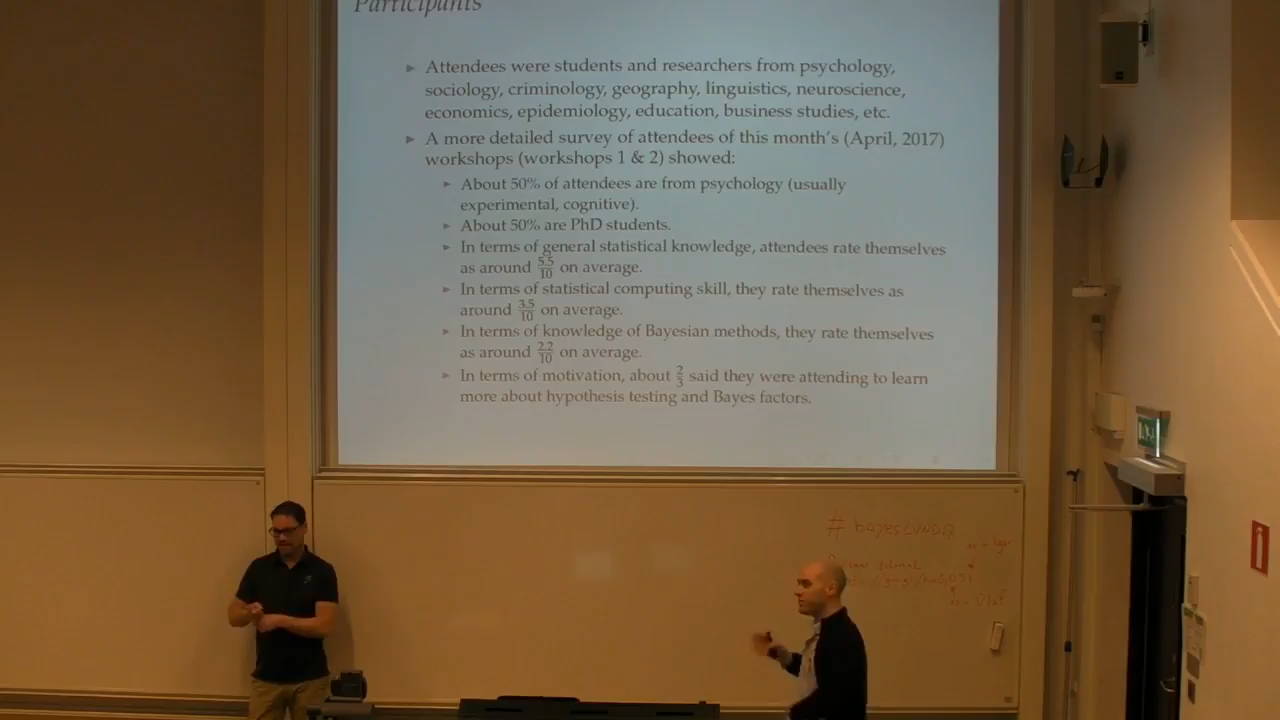 Participants
▸ Attendees were students and researchers from psychology,
sociology, criminology, geography, linguistics, neuroscience,
economics, epidemiology, education, business studies, etc.
▸ A more detailed survey of attendees of this month's (April, 2017)
workshops (workshops 1 & 2) showed:
▸ About 50% of attendees are from psychology (usually
experimental, cognitive).
▸ About 50% are PhD students.
▸ In terms of general statistical knowledge, attendees rate themselves
as around 5.5/10 on average.
▸ In terms of statistical computing skill, they rate themselves as
around 3.5/10 on average.
▸ In terms of knowledge of Bayesian methods, they rate themselves
as around 2.2/10 on average.
▸ In terms of motivation, about 2/3 said they were attending to learn
more about hypothesis testing and Bayes factors.